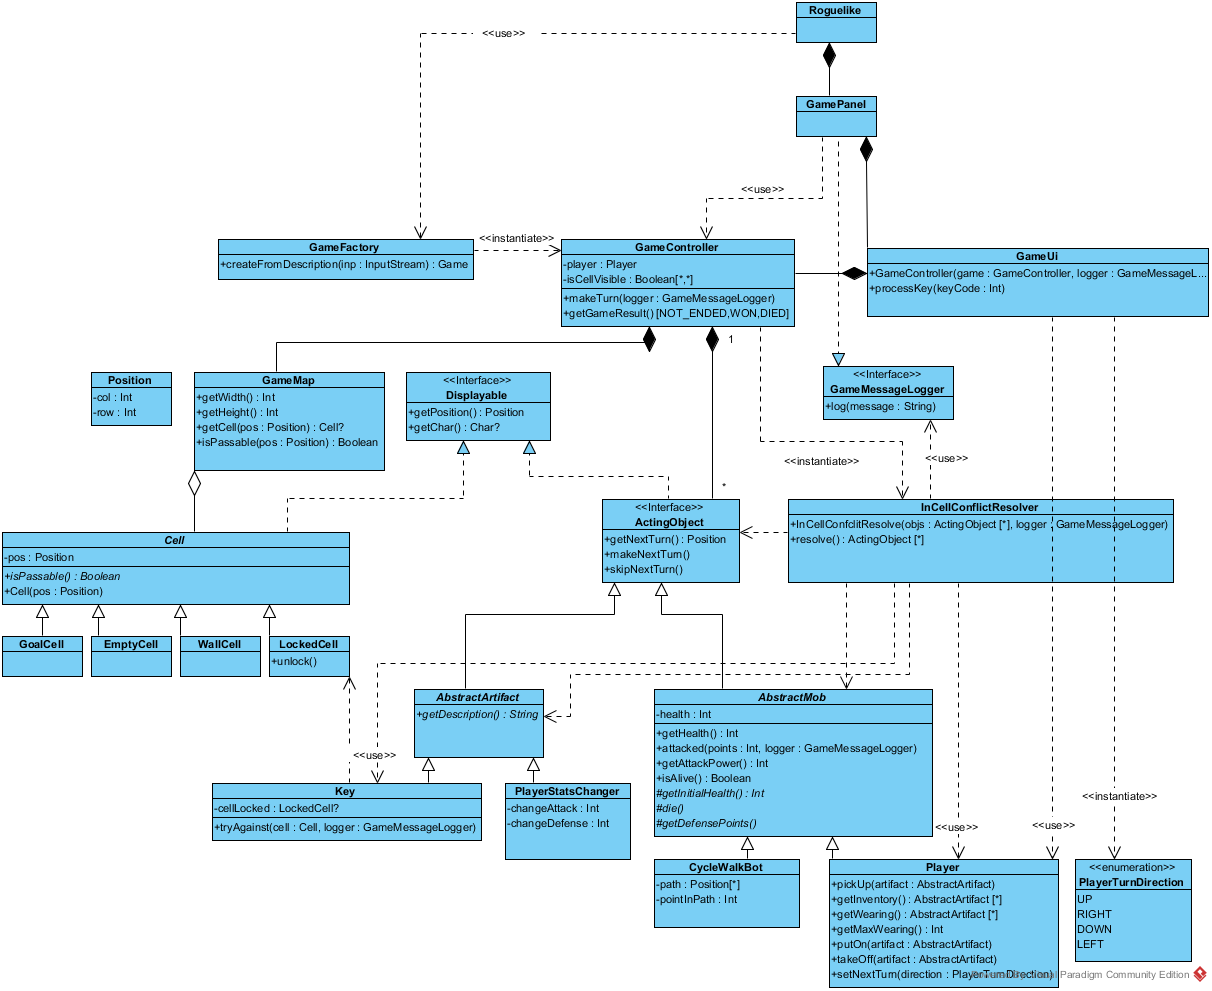 Roguelike
<<use>>
GamePanel
<<use>>
GameFactory
+createFromDescription(inp : InputStream) : Game
<<instantiate>>
GameController
-player : Player
-isCellVisible : Boolean[*,*]
+makeTurn(logger : GameMessageLogger)
+getGameResult() [NOT_ENDED,WON,DIED]
GameUi
+GameController(game : GameController, logger : GameMessageL...
+processKey(keyCode : Int)
1
Position
-col : Int
-row : Int
GameMap
+getWidth() : Int
+getHeight() : Int
+getCell(pos : Position) : Cell?
+isPassable(pos : Position) : Boolean
<<Interface>>
Displayable
+getPosition() : Position
+getChar() : Char?
<<Interface>>
GameMessageLogger
+log(message : String)
<<instantiate>>
<<use>>
*
<<Interface>>
ActingObject
+getNextTurn() : Position
+makeNextTurn()
+skipNextTurn()
InCellConflictResolver
+InCellConfclitResolve(objs : ActingObject [*], logger : GameMessageLogger)
+resolve() : ActingObject [*]
Cell
-pos : Position
+isPassable() : Boolean
+Cell(pos : Position)
GoalCell
EmptyCell
WallCell
LockedCell
+unlock()
AbstractArtifact
+getDescription() : String
AbstractMob
-health : Int
+getHealth() : Int
+attacked(points : Int, logger : GameMessageLogger)
+getAttackPower() : Int
+isAlive() : Boolean
#getInitialHealth() : Int
#die()
#getDefensePoints()
<<use>>
Key
-cellLocked : LockedCell?
+tryAgainst(cell : Cell, logger : GameMessageLogger)
PlayerStatsChanger
-changeAttack : Int
-changeDefense : Int
<<instantiate>>
<<use>>
<<use>>
CycleWalkBot
-path : Position[*]
-pointInPath : Int
Player
+pickUp(artifact : AbstractArtifact)
+getInventory() : AbstractArtifact [*]
+getWearing() : AbstractArtifact [*]
+getMaxWearing() : Int
+putOn(artifact : AbstractArtifact)
+takeOff(artifact : AbstractArtifact)
+setNextTurn(direction : PlayerTurnDirection)
<<enumeration>>
PlayerTurnDirection
UP
RIGHT
DOWN
LEFT
Paradigm Community Edition